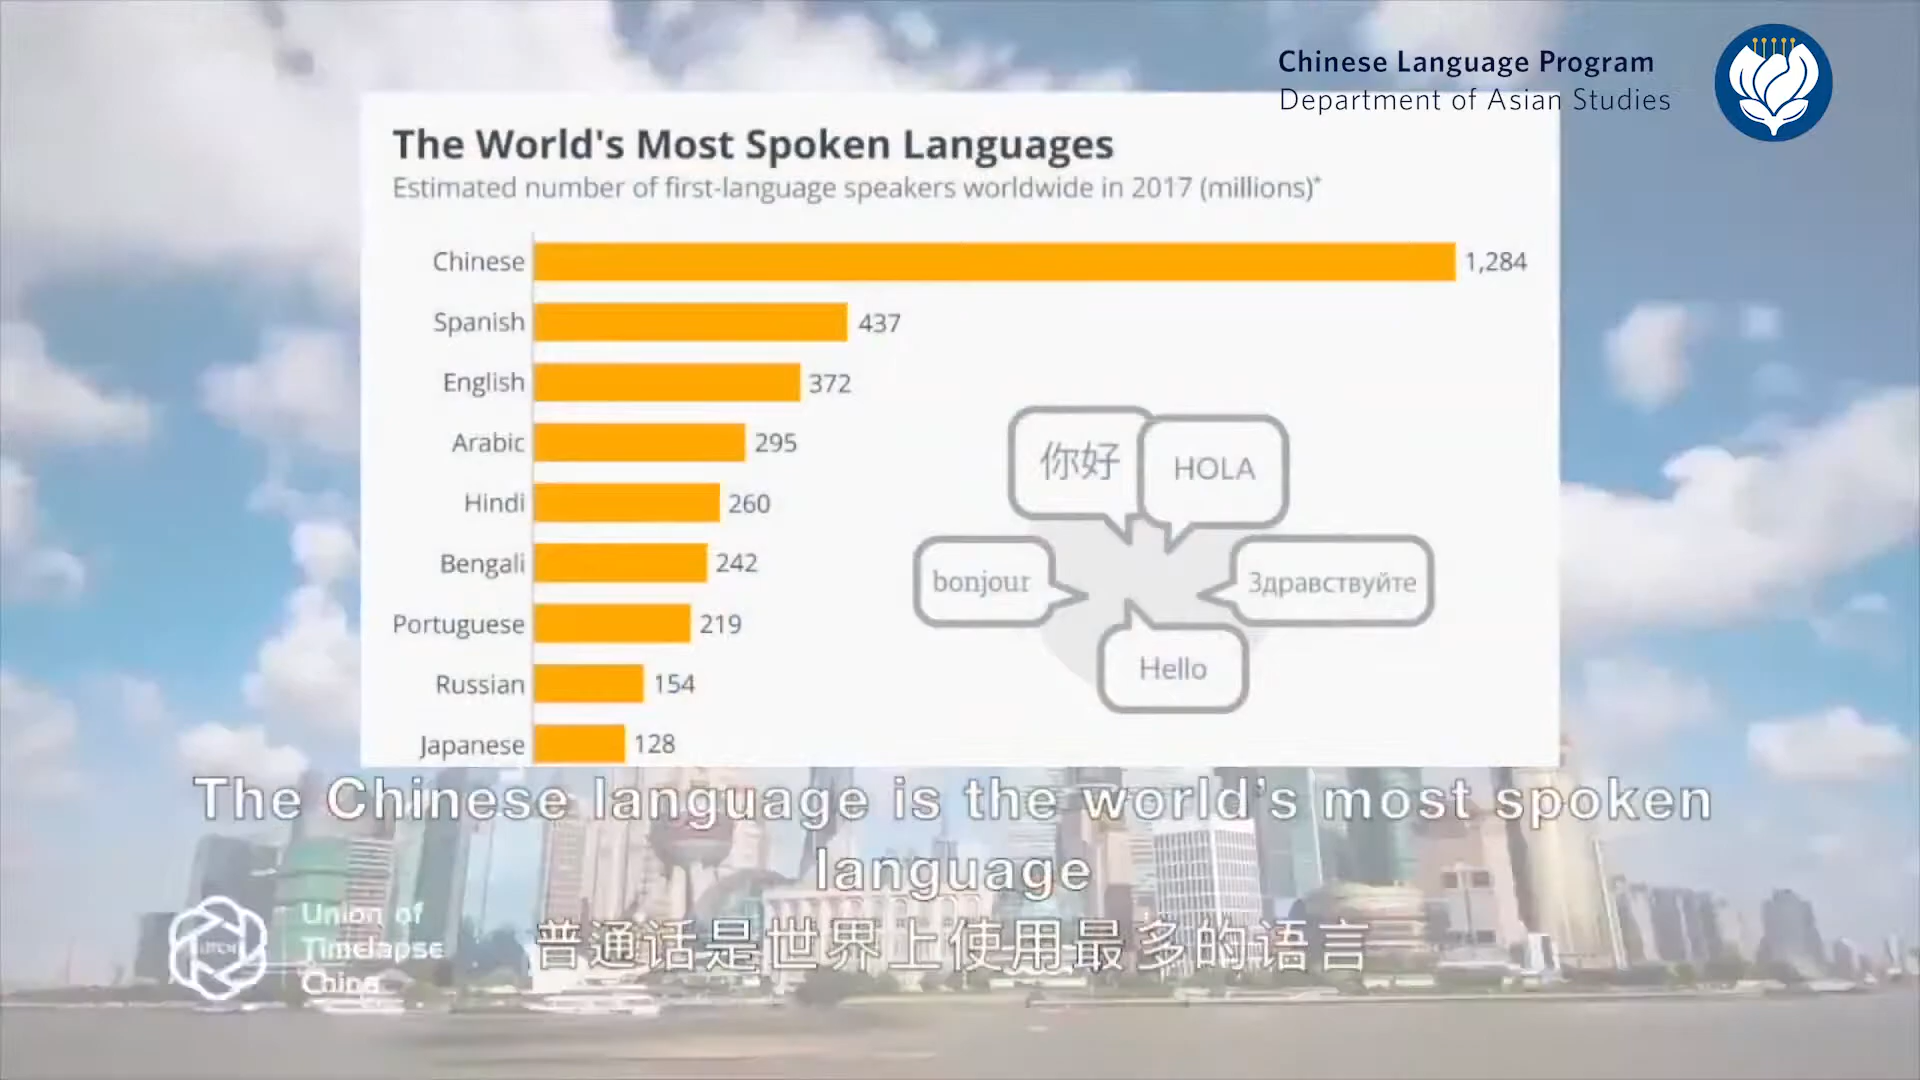 Chinese Language Program
Department of Asian Studies
The World's Most Spoken Languages
Estimated number of first-language speakers worldwide in 2017 (millions)*
Chinese 1,284
Spanish 437
English 372
Arabic 295
Hindi 260
Bengali 242
Portuguese 219
Russian 154
Japanese 128
你好
HOLA
bonjour
Здравствуйте
Hello
The Chinese language is the world's most spoken
language
普通话是世界上使用最多的语言
Union of
Timelapse
China